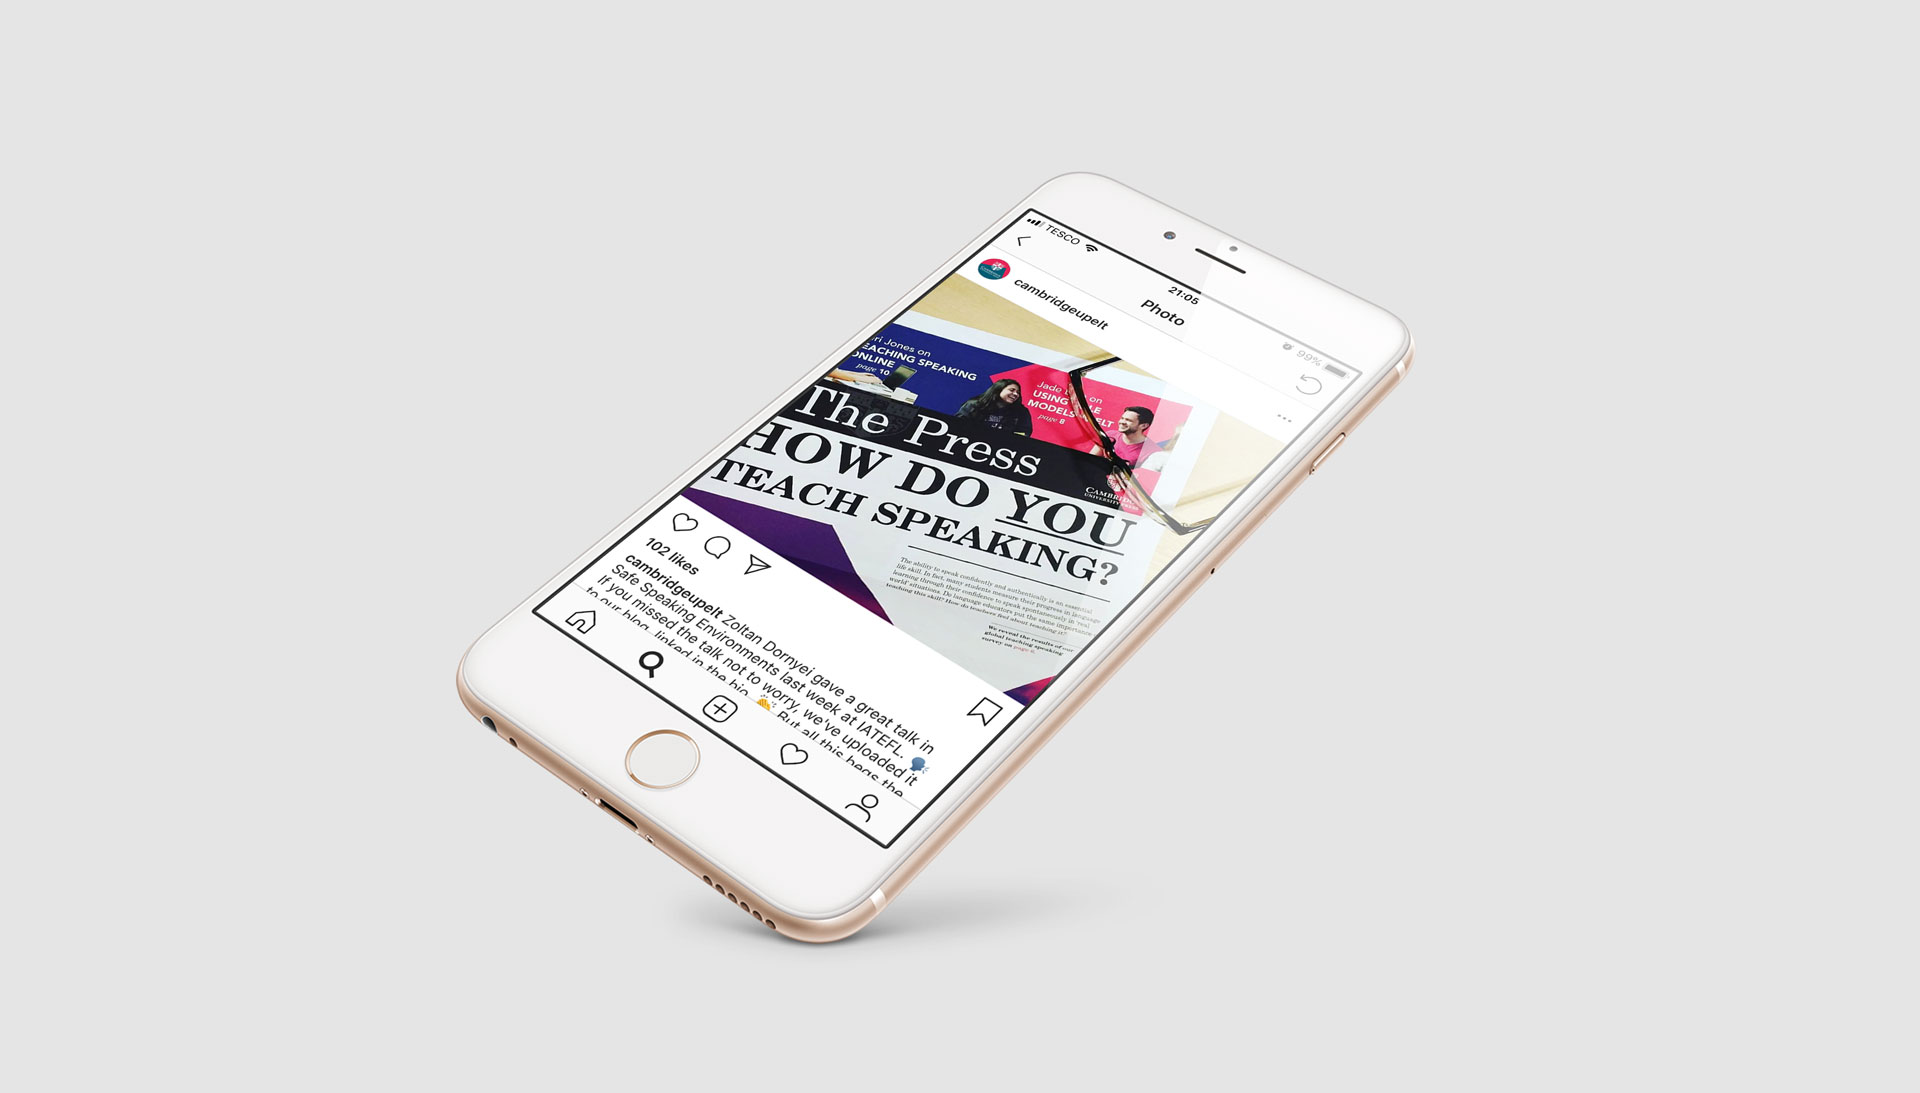 TESCO
21:05
99%
Photo
cambridgeupelt
Jones on
TEACHING SPEAKING
ONLINE
page 10
Jade on
USING
MODELS ELT
page 8
The Press
CAMBRIDGE
UNIVERSITY PRESS
HOW DO YOU
TEACH SPEAKING?
The ability to speak confidently and authentically is an essential
life skill. In fact, many students measure their progress in language
learning through their confidence to speak spontaneously in 'real
world' situations. Do language educators put the same importance
teaching this skill? How do teachers feel about teaching it?
We reveal the results of our
global teaching speaking
survey on page 6.
102 likes
cambridgeupelt Zoltan Dornyei gave a great talk in
Safe Speaking Environments last week at IATEFL. 🗣
If you missed the talk not to worry, we've uploaded it
to our blog, linked in the bio. 👏 But all this begs the